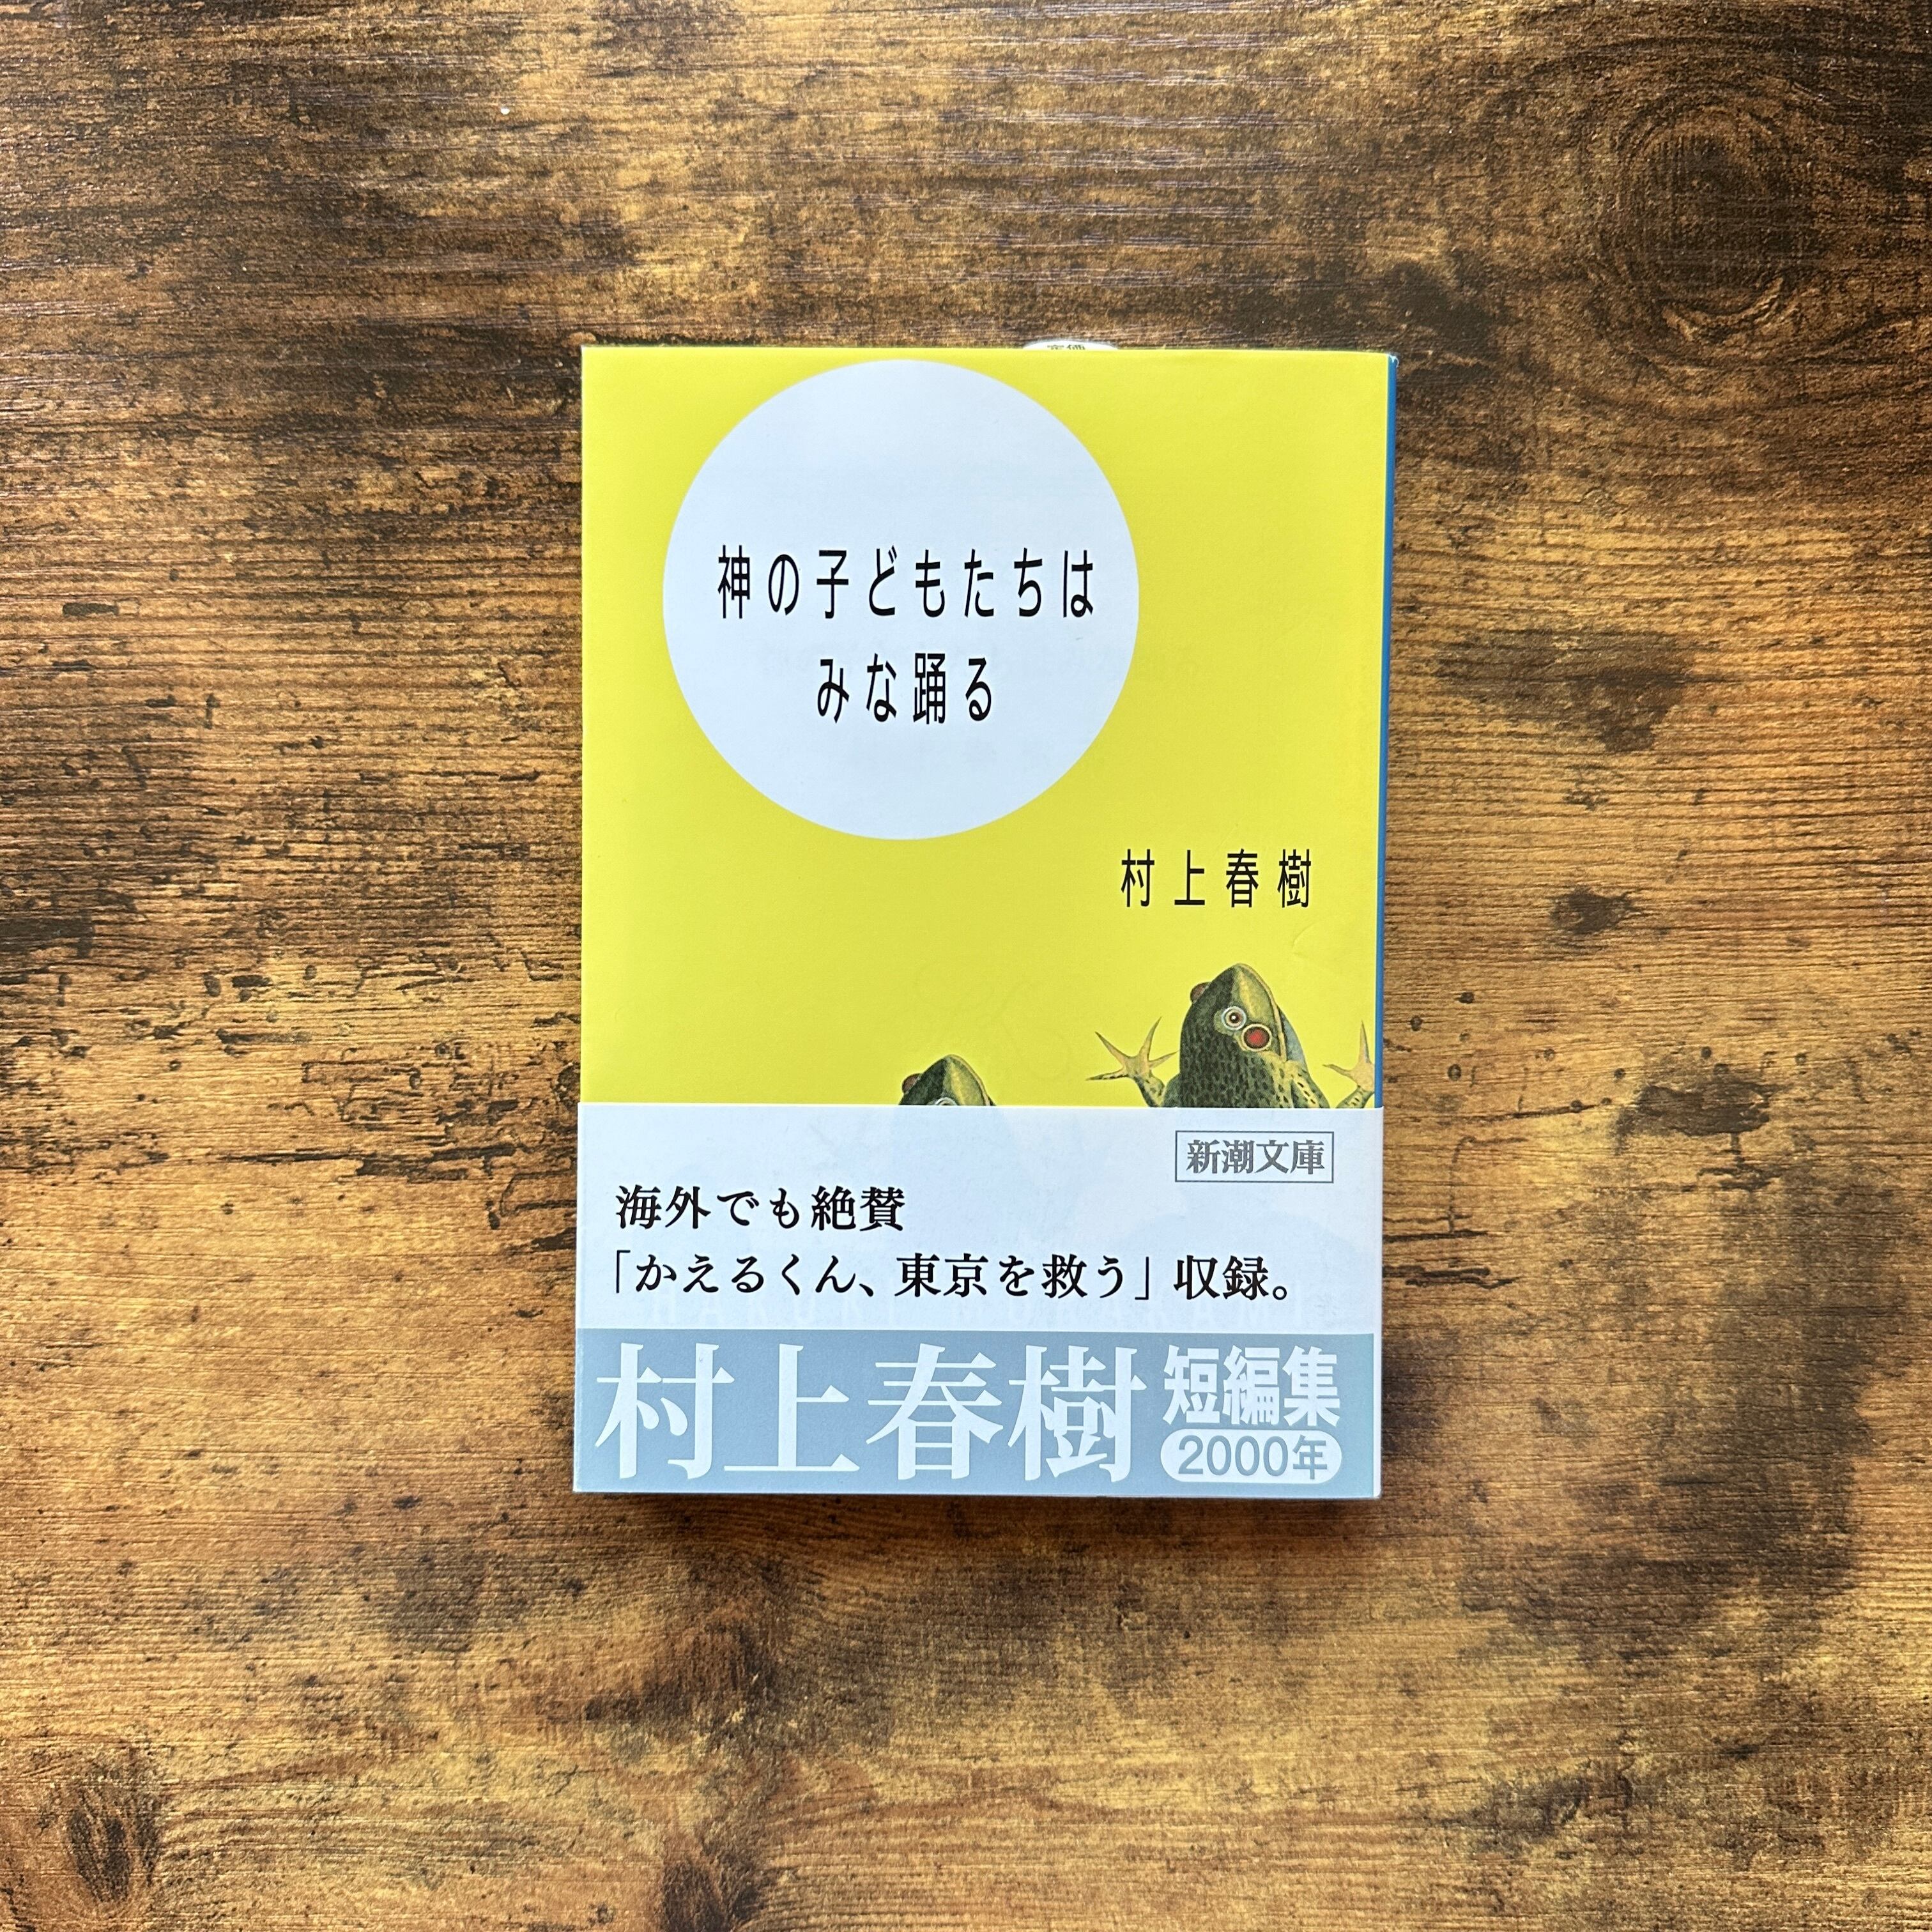 神の子どもたちは
みな踊る
村上春樹
新潮文庫
海外でも絶賛
「かえるくん、東京を救う」収録。
村上春樹 短編集
2000年